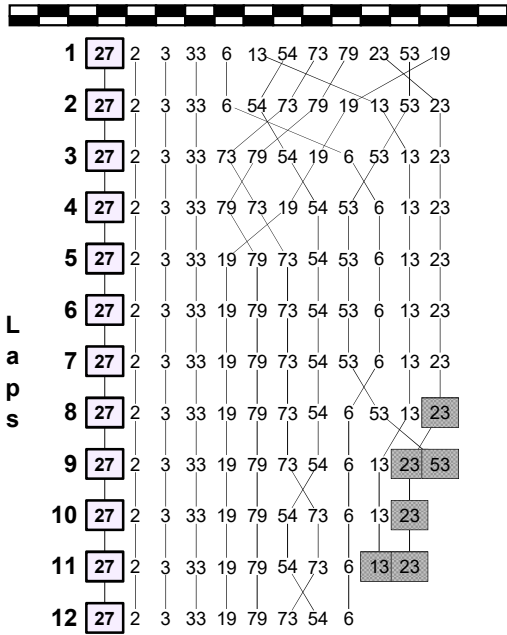 1 27 2 3 33 6 13 54 73 79 23 53 19
2 27 2 3 33 6 54 73 79 19 13 53 23
3 27 2 3 33 73 79 54 19 6 53 13 23
4 27 2 3 33 79 73 19 54 53 6 13 23
5 27 2 3 33 19 79 73 54 53 6 13 23
6 27 2 3 33 19 79 73 54 53 6 13 23
7 27 2 3 33 19 79 73 54 53 6 13 23
8 27 2 3 33 19 79 73 54 6 53 13 23
9 27 2 3 33 19 79 73 54 6 13 23 53
10 27 2 3 33 19 79 54 73 6 13 23
11 27 2 3 33 19 79 54 73 6 13 23
12 27 2 3 33 19 79 73 54 6
Laps